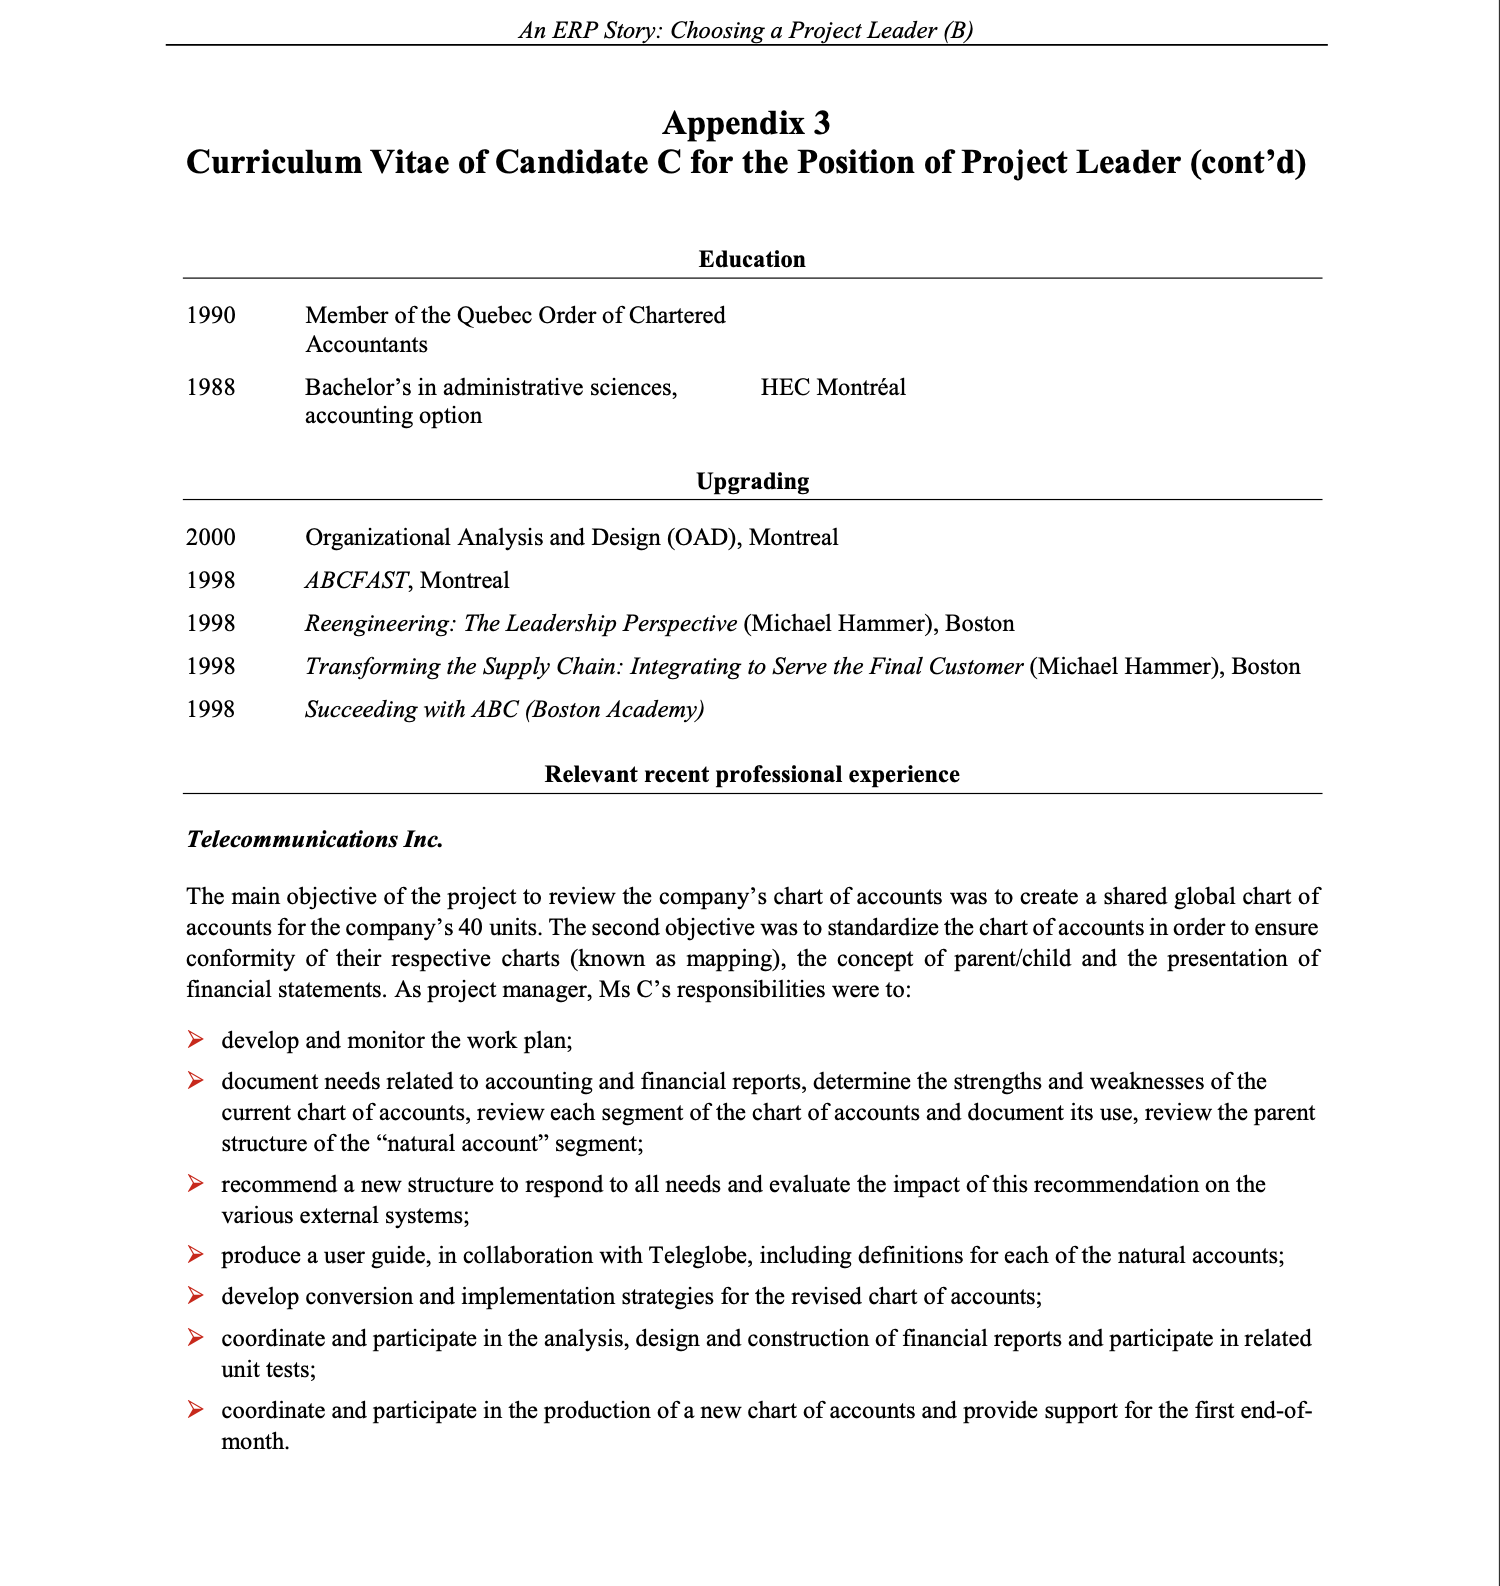 An ERP Story: Choosing a Project Leader (B)
Appendix 3
Curriculum Vitae of Candidate C for the Position of Project Leader (cont’d)
Education
1990 Member of the Quebec Order of Chartered
Accountants
1988 Bachelor’s in administrative sciences, HEC Montréal
accounting option
Upgrading
2000 Organizational Analysis and Design (OAD), Montreal
1998 ABCFAST, Montreal
1998 Reengineering: The Leadership Perspective (Michael Hammer), Boston
1998 Transforming the Supply Chain: Integrating to Serve the Final Customer (Michael Hammer), Boston
1998 Succeeding with ABC (Boston Academy)
Relevant recent professional experience
Telecommunications Inc.
The main objective of the project to review the company’s chart of accounts was to create a shared global chart of
accounts for the company’s 40 units. The second objective was to standardize the chart of accounts in order to ensure
conformity of their respective charts (known as mapping), the concept of parent/child and the presentation of
financial statements. As project manager, Ms C’s responsibilities were to:
➢ develop and monitor the work plan;
➢ document needs related to accounting and financial reports, determine the strengths and weaknesses of the
current chart of accounts, review each segment of the chart of accounts and document its use, review the parent
structure of the “natural account” segment;
➢ recommend a new structure to respond to all needs and evaluate the impact of this recommendation on the
various external systems;
➢ produce a user guide, in collaboration with Teleglobe, including definitions for each of the natural accounts;
➢ develop conversion and implementation strategies for the revised chart of accounts;
➢ coordinate and participate in the analysis, design and construction of financial reports and participate in related
unit tests;
➢ coordinate and participate in the production of a new chart of accounts and provide support for the first end-of-
month.